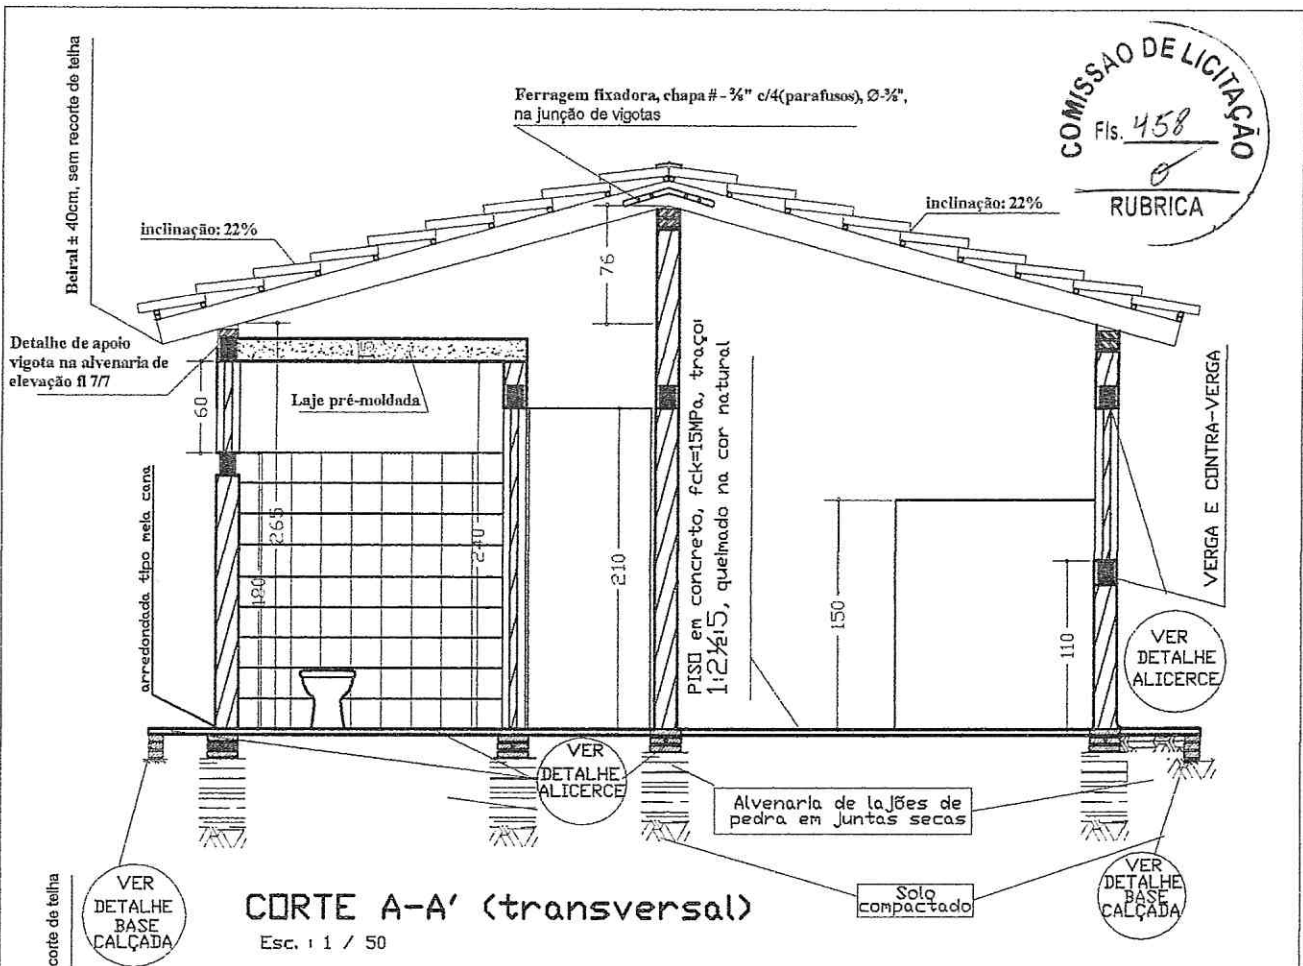 Beiral ± 40cm, sem recorte de telha
Ferragem fixadora, chapa # - ⅜" c/4(parafusos), Ø-⅜",
na junção de vigotas
COMISSAO DE LICITAÇÃO
Fls. 458
RUBRICA
inclinação: 22%
inclinação: 22%
76
Detalhe de apoio
vigota na alvenaria de
elevação fl 7/7
15
Laje pré-moldada
60
180
265
240
210
150
110
arredondada tipo meia cana
PISO em concreto, fck=15MPa, traço:
1:2½:5, queimado na cor natural
VERGA E CONTRA-VERGA
VER
DETALHE
ALICERCE
VER
DETALHE
ALICERCE
Alvenaria de lajões de
pedra em juntas secas
Solo
compactado
VER
DETALHE
BASE
CALÇADA
VER
DETALHE
BASE
CALÇADA
corte de telha
CORTE A-A' (transversal)
Esc. : 1 / 50